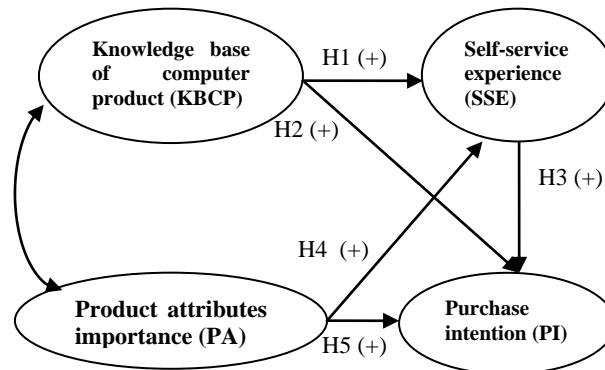 Knowledge base
of computer
product (KBCP)
H1 (+)
Self-service
experience
(SSE)
H2 (+)
H3 (+)
H4 (+)
Product attributes
importance (PA)
H5 (+)
Purchase
intention (PI)